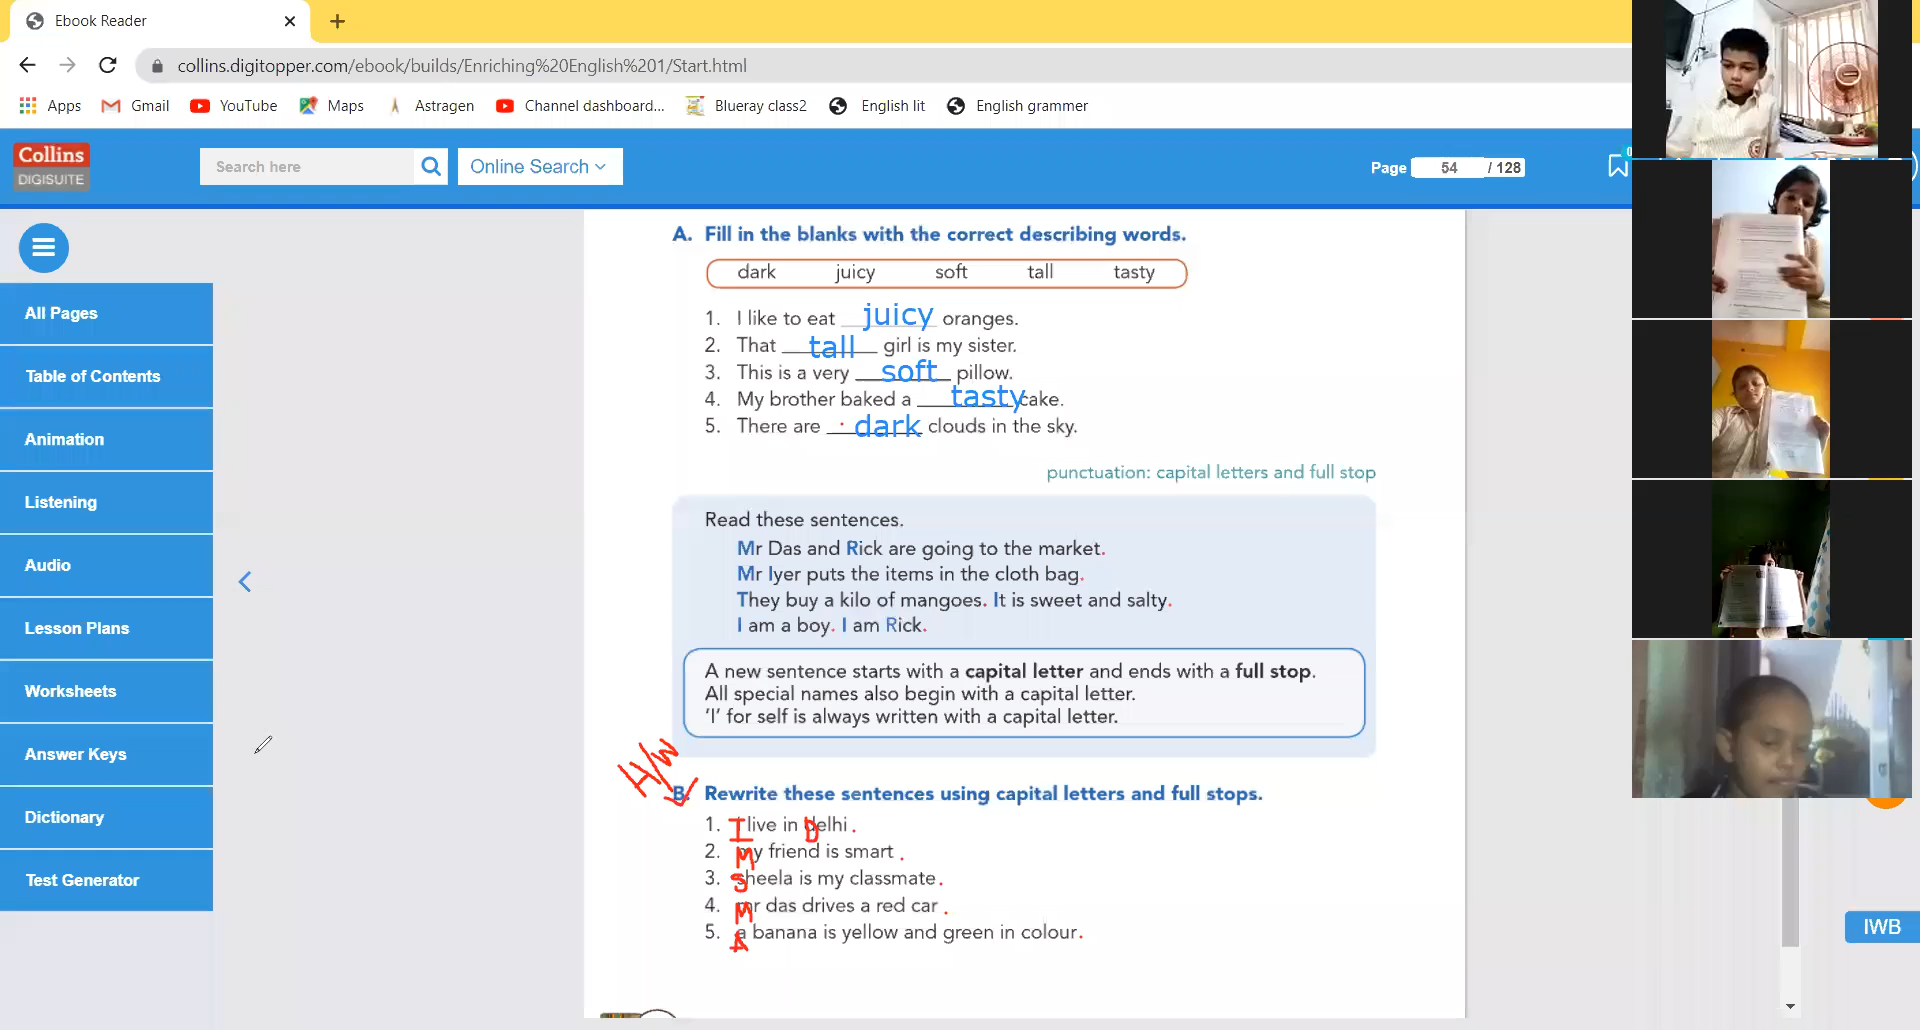 Ebook Reader
collins.digitopper.com/ebook/builds/Enriching%20English%201/Start.html
Apps Gmail YouTube Maps Astragen Channel dashboard... Blueray class2 English lit English grammer
Collins
DIGISUITE
Search here
Online Search
Page 54 / 128
All Pages
Table of Contents
Animation
Listening
Audio
Lesson Plans
Worksheets
Answer Keys
Dictionary
Test Generator
A. Fill in the blanks with the correct describing words.
dark juicy soft tall tasty
1. I like to eat juicy oranges.
2. That tall girl is my sister.
3. This is a very soft pillow.
4. My brother baked a tasty cake.
5. There are dark clouds in the sky.
punctuation: capital letters and full stop
Read these sentences.
Mr Das and Rick are going to the market.
Mr Iyer puts the items in the cloth bag.
They buy a kilo of mangoes. It is sweet and salty.
I am a boy. I am Rick.
A new sentence starts with a capital letter and ends with a full stop.
All special names also begin with a capital letter.
‘I’ for self is always written with a capital letter.
H/W
B. Rewrite these sentences using capital letters and full stops.
1. I live in Delhi .
2. My friend is smart .
3. Sheela is my classmate .
4. Mr das drives a red car .
5. A banana is yellow and green in colour .
IWB